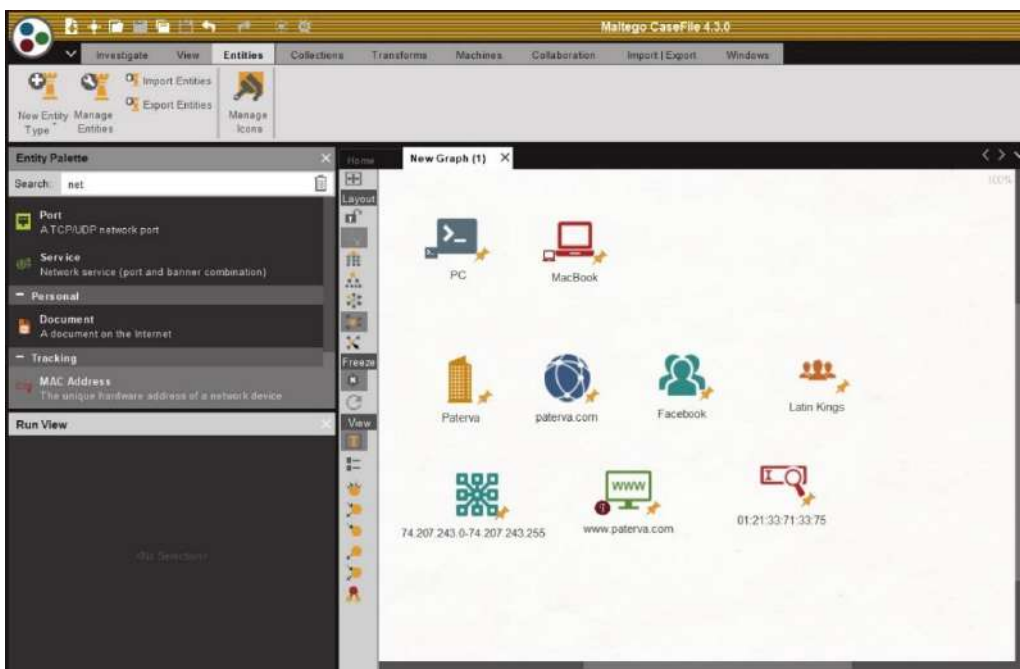 Maltego CaseFile 4.3.0
Investigate View Entities Collections Transforms Machines Collaboration Import | Export Windows
New Entity Type
Manage Entities
Import Entities
Export Entities
Manage Icons
Entity Palette
Search: net
Port
A TCP/UDP network port
Service
Network service (port and banner combination)
Personal
Document
A document on the Internet
Tracking
MAC Address
The unique hardware address of a network device
Run View
<No Selection>
Home New Graph (1)
Layout
Freeze
View
100%
PC
MacBook
Paterva
paterva.com
Facebook
Latin Kings
74.207.243.0-74.207.243.255
www
www.paterva.com
01:21:33:71:33:75